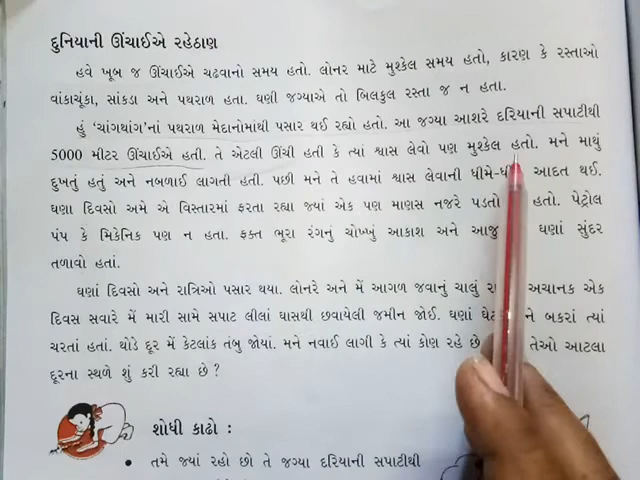 દુનિયાની ઊંચાઈએ રહેઠાણ
હવે ખૂબ જ ઊંચાઈએ ચઢવાનો સમય હતો. લોનર માટે મુશ્કેલ સમય હતો, કારણ કે રસ્તાઓ
વાંકાચૂંકા, સાંકડા અને પથરાળ હતા. ઘણી જગ્યાએ તો બિલકુલ રસ્તા જ ન હતા.
હું ‘ચાંગથાંગ’નાં પથરાળ મેદાનોમાંથી પસાર થઈ રહ્યો હતો. આ જગ્યા આશરે દરિયાની સપાટીથી
5000 મીટર ઊંચાઈએ હતી. તે એટલી ઊંચી હતી કે ત્યાં શ્વાસ લેવો પણ મુશ્કેલ હતો. મને માથું
દુખતું હતું અને નબળાઈ લાગતી હતી. પછી મને તે હવામાં શ્વાસ લેવાની ધીમે- આદત થઈ.
ઘણા દિવસો અમે એ વિસ્તારમાં ફરતા રહ્યા જ્યાં એક પણ માણસ નજરે પડતો હતો. પેટ્રોલ
પંપ કે મિકેનિક પણ ન હતા. ફક્ત ભૂરા રંગનું ચોખ્ખું આકાશ અને ઘણાં સુંદર
તળાવો હતાં.
ઘણાં દિવસો અને રાત્રિઓ પસાર થયા. લોનરે અને મેં આગળ જવાનું ચાલું અચાનક એક
દિવસ સવારે મેં મારી સામે સપાટ લીલાં ઘાસથી છવાયેલી જમીન જોઈ. ઘણાં બકરાં ત્યાં
ચરતાં હતાં. થોડે દૂર મેં કેટલાંક તંબુ જોયાં. મને નવાઈ લાગી કે ત્યાં કોણ રહે છે તેઓ આટલા
દૂરના સ્થળે શું કરી રહ્યા છે ?
શોધી કાઢો :
• તમે જ્યાં રહો છો તે જગ્યા દરિયાની સપાટીથી